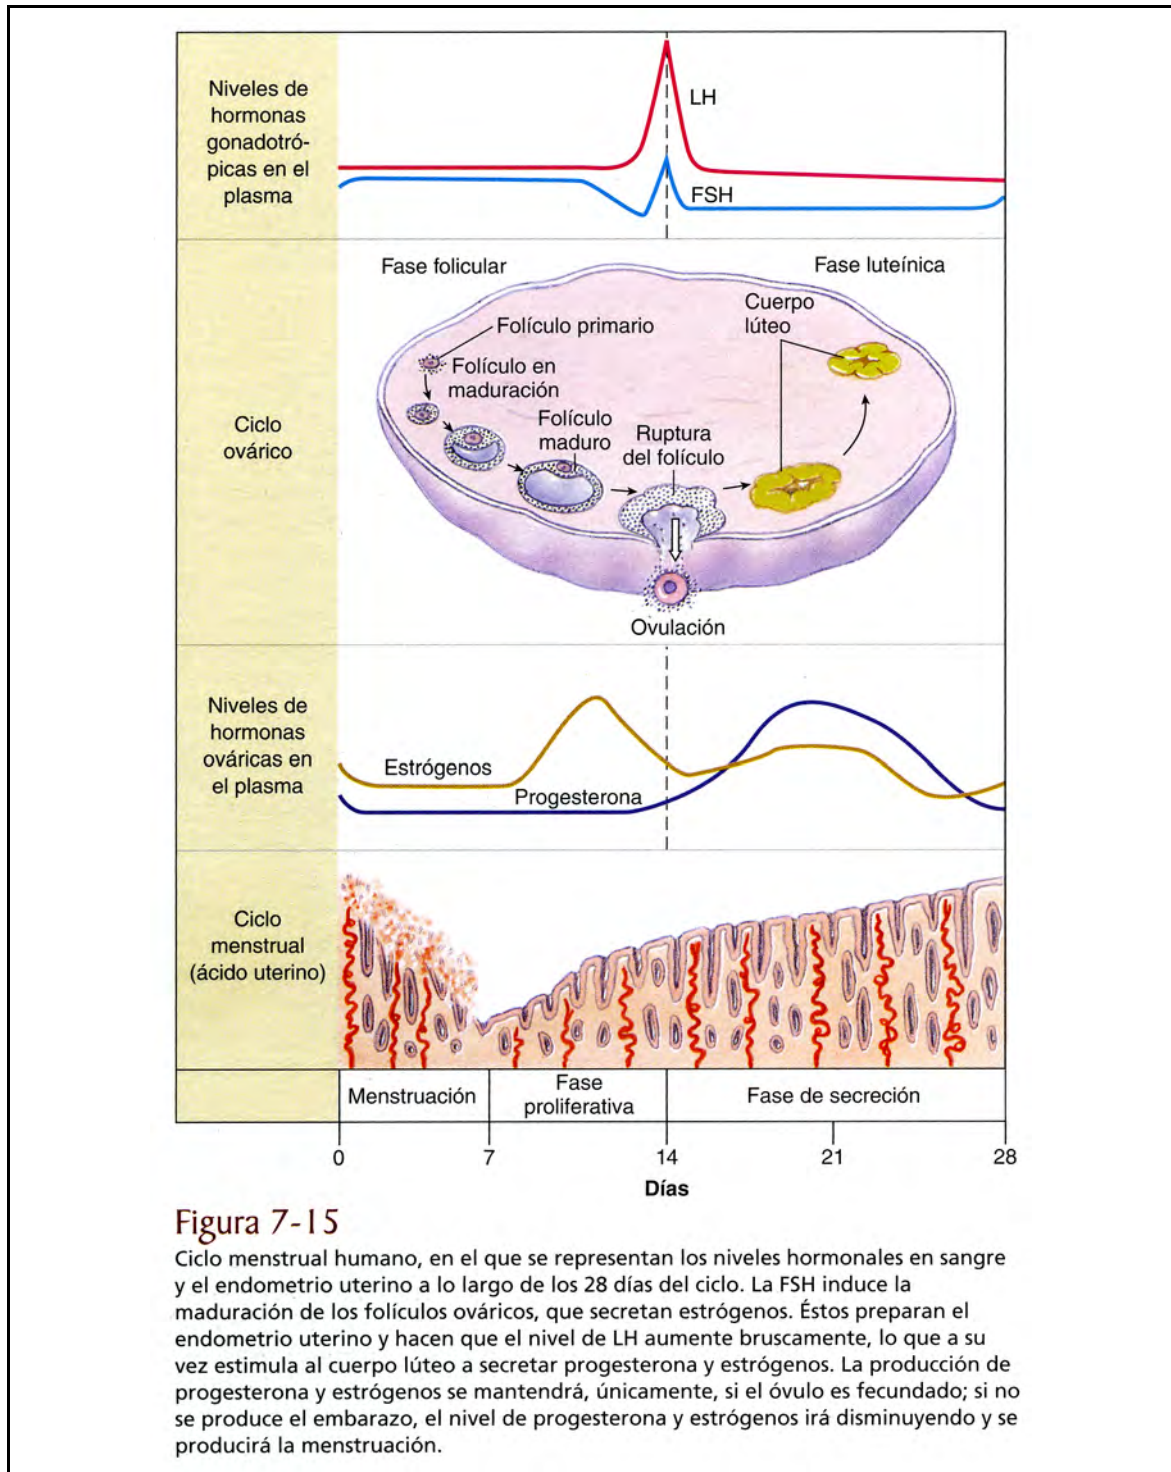 Niveles de
hormonas
gonadotró-
picas en el
plasma
LH
FSH
Ciclo
ovárico
Fase folicular
Fase luteínica
Folículo primario
Cuerpo
lúteo
Folículo en
maduración
Folículo
maduro
Ruptura
del folículo
Ovulación
Niveles de
hormonas
ováricas en
el plasma
Estrógenos
Progesterona
Ciclo
menstrual
(ácido uterino)
Menstruación
Fase
proliferativa
Fase de secreción
0 7 14 21 28
Días
Figura 7-15
Ciclo menstrual humano, en el que se representan los niveles hormonales en sangre
y el endometrio uterino a lo largo de los 28 días del ciclo. La FSH induce la
maduración de los folículos ováricos, que secretan estrógenos. Éstos preparan el
endometrio uterino y hacen que el nivel de LH aumente bruscamente, lo que a su
vez estimula al cuerpo lúteo a secretar progesterona y estrógenos. La producción de
progesterona y estrógenos se mantendrá, únicamente, si el óvulo es fecundado; si no
se produce el embarazo, el nivel de progesterona y estrógenos irá disminuyendo y se
producirá la menstruación.